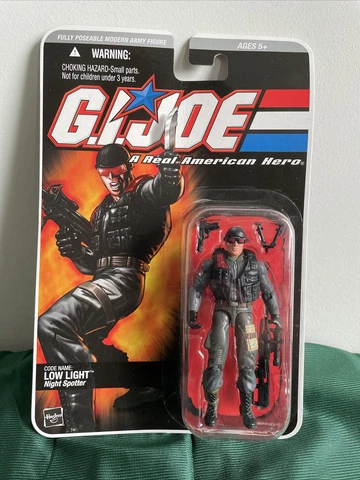 FULLY POSEABLE MODERN ARMY FIGURE
AGES 5+
WARNING:
CHOKING HAZARD-Small parts.
Not for children under 3 years.
G.I.JOE
A Real American Hero®
CODE NAME:
LOW LIGHT™
Night Spotter
Hasbro